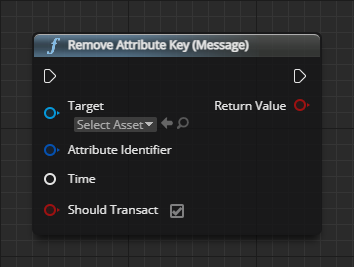 Remove Attribute Key (Message)
Target
Return Value
Select Asset
Attribute Identifier
Time
Should Transact